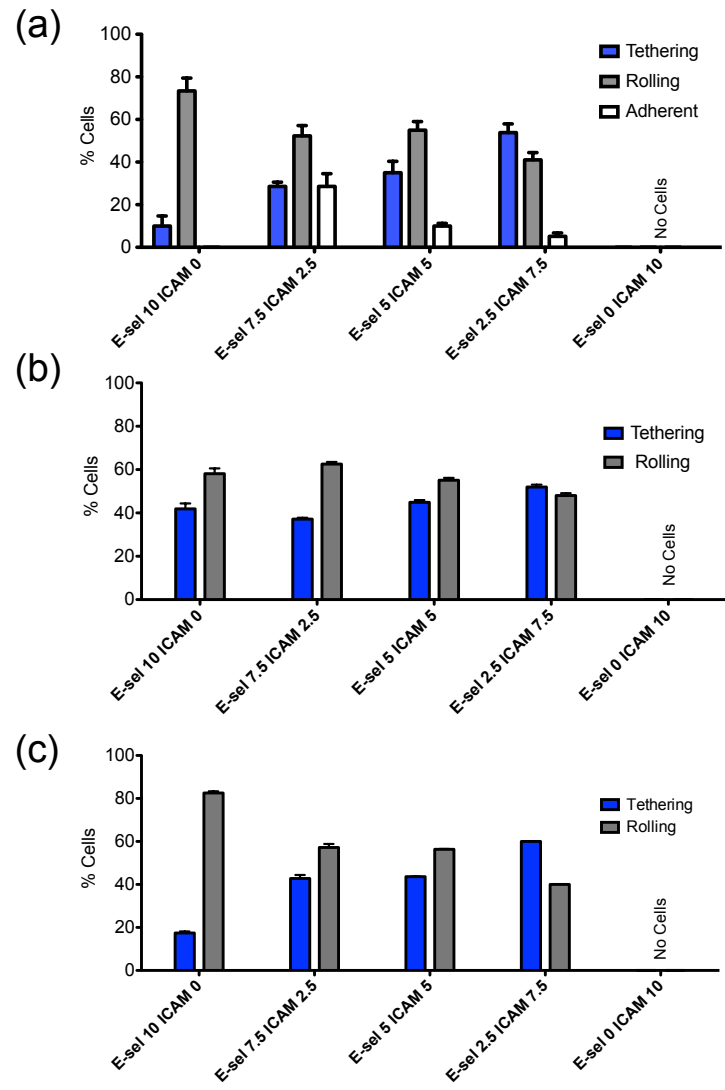 (a)
100
80
60
40
20
0
% Cells
Tethering
Rolling
Adherent
No Cells
E-sel 10 ICAM 0
E-sel 7.5 ICAM 2.5
E-sel 5 ICAM 5
E-sel 2.5 ICAM 7.5
E-sel 0 ICAM 10
(b)
100
80
60
40
20
0
% Cells
Tethering
Rolling
No Cells
E-sel 10 ICAM 0
E-sel 7.5 ICAM 2.5
E-sel 5 ICAM 5
E-sel 2.5 ICAM 7.5
E-sel 0 ICAM 10
(c)
100
80
60
40
20
0
% Cells
Tethering
Rolling
No Cells
E-sel 10 ICAM 0
E-sel 7.5 ICAM 2.5
E-sel 5 ICAM 5
E-sel 2.5 ICAM 7.5
E-sel 0 ICAM 10